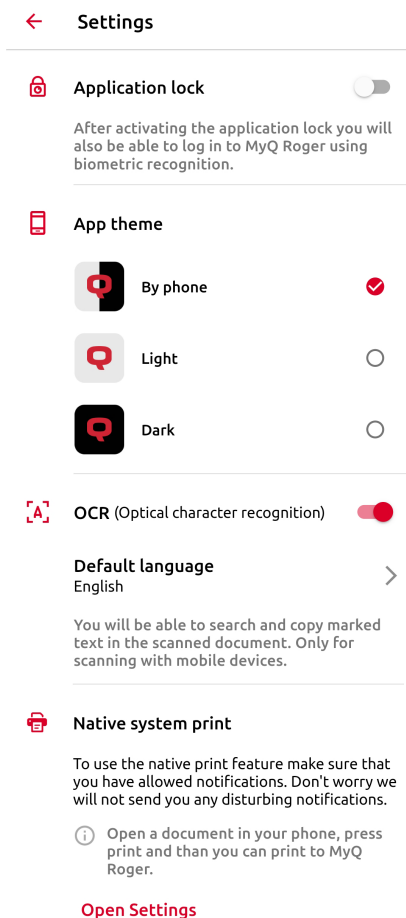 Settings
Application lock
After activating the application lock you will
also be able to log in to MyQ Roger using
biometric recognition.
App theme
By phone
Light
Dark
OCR (Optical character recognition)
Default language
English
You will be able to search and copy marked
text in the scanned document. Only for
scanning with mobile devices.
Native system print
To use the native print feature make sure that
you have allowed notifications. Don't worry we
will not send you any disturbing notifications.
Open a document in your phone, press
print and than you can print to MyQ
Roger.
Open Settings